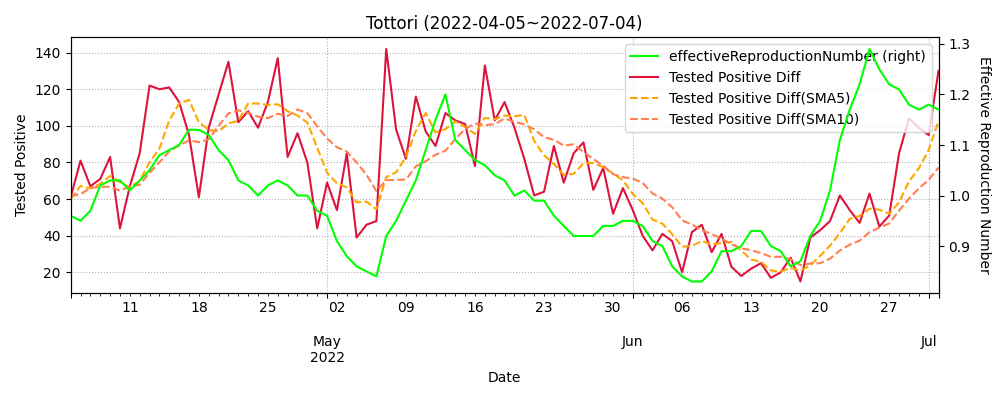 Tottori (2022-04-05~2022-07-04)
effectiveReproductionNumber (right)
Tested Positive Diff
Tested Positive Diff(SMA5)
Tested Positive Diff(SMA10)
Tested Positive
140
120
100
80
60
40
20
1.3
1.2
1.1
1.0
0.9
Effective Reproduction Number
11 18 25 02 09 16 23 30 06 13 20 27
May Jun Jul
2022
Date